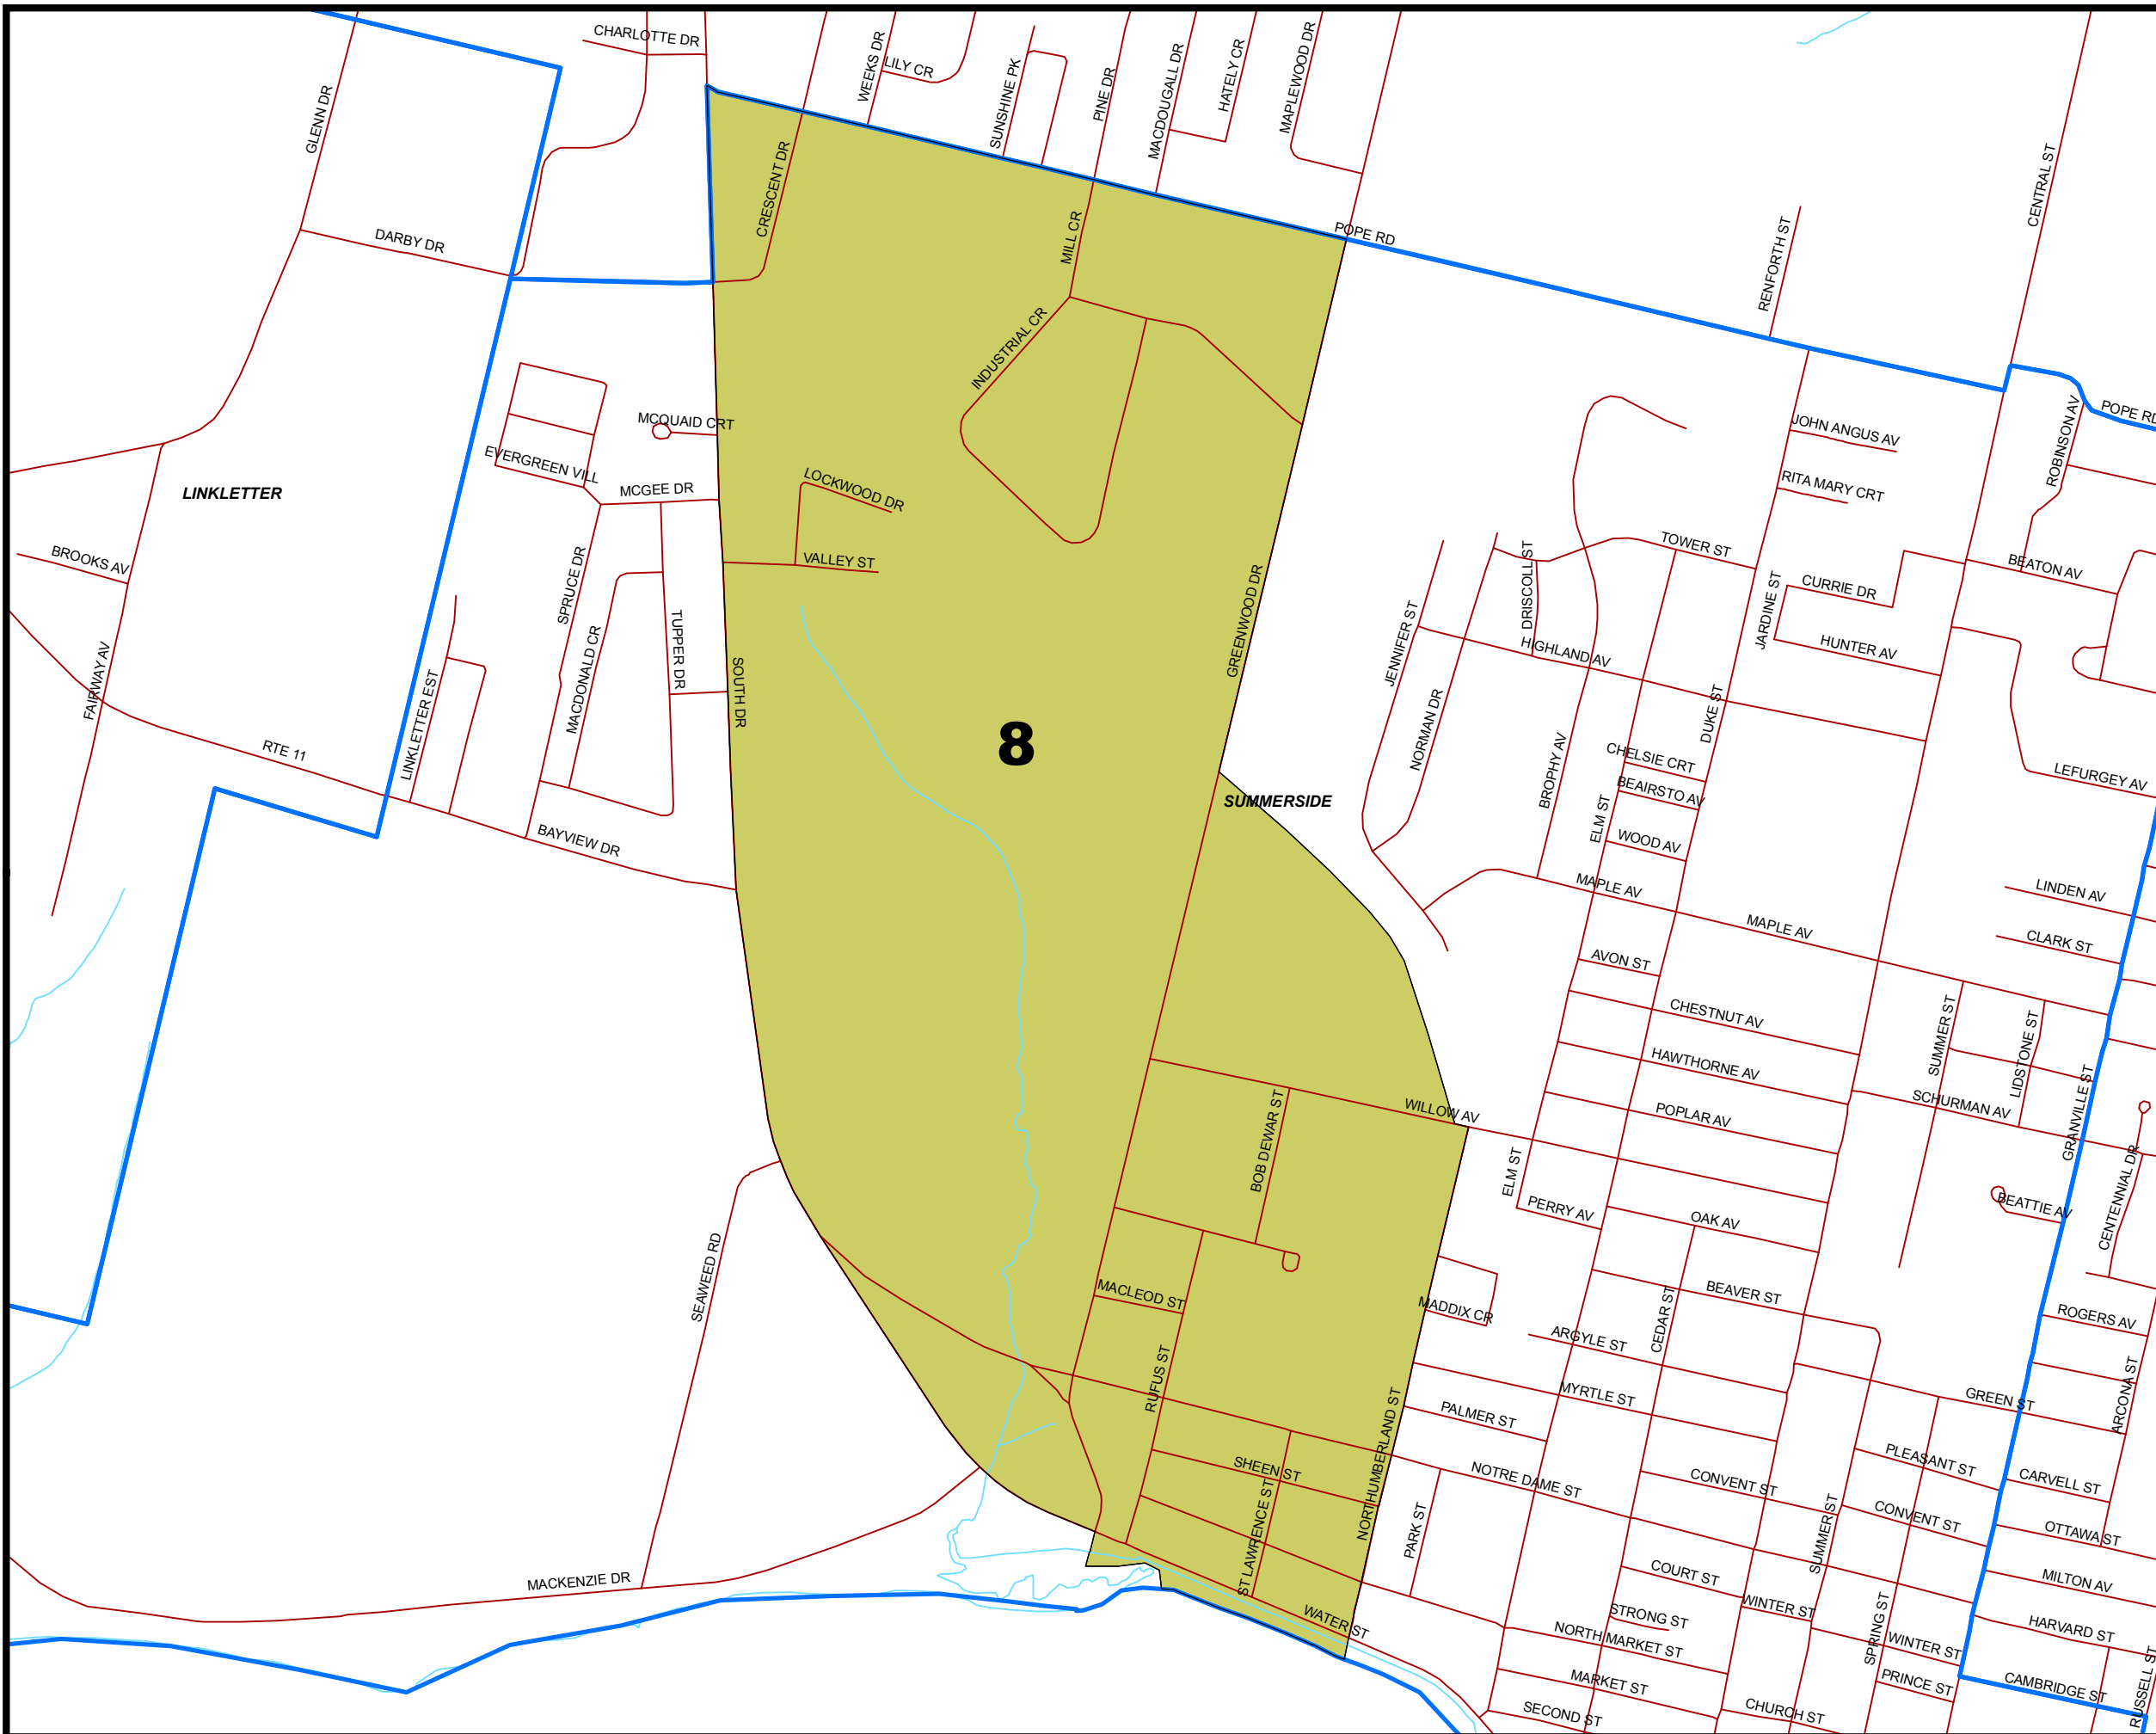 CHARLOTTE DR
WEEKS DR
LILY CR
SUNSHINE PK
PINE DR
MACDOUGALL DR
HATELY CR
MAPLEWOOD DR
GLENN DR
CRESCENT DR
MILL CR
POPE RD
CENTRAL ST
RENFORTH ST
DARBY DR
INDUSTRIAL CR
POPE RD
ROBINSON AV
JOHN ANGUS AV
RITA MARY CRT
MCQUAID CRT
EVERGREEN VILL
MCGEE DR
LOCKWOOD DR
LINKLETTER
VALLEY ST
BROOKS AV
SPRUCE DR
MACDONALD CR
TUPPER DR
SOUTH DR
GREENWOOD DR
TOWER ST
DRISCOLL ST
HIGHLAND AV
JENNIFER ST
NORMAN DR
JARDINE ST
CURRIE DR
HUNTER AV
BEATON AV
FAIRWAY AV
LINKLETTER EST
RTE 11
BAYVIEW DR
8
SUMMERSIDE
DUKE ST
CHELSIE CRT
BEAIRSTO AV
BROPHY AV
ELM ST
WOOD AV
LEFURGEY AV
MAPLE AV
MAPLE AV
LINDEN AV
CLARK ST
AVON ST
CHESTNUT AV
HAWTHORNE AV
POPLAR AV
SUMMER ST
LIDSTONE ST
SCHURMAN AV
GRANVILLE ST
WILLOW AV
BOB DEWAR ST
ELM ST
PERRY AV
OAK AV
BEATTIE AV
CENTENNIAL DR
SEAWEED RD
MACLEOD ST
MADDIX CR
CEDAR ST
BEAVER ST
ROGERS AV
ARGYLE ST
RUFUS ST
MYRTLE ST
GREEN ST
ARCONA ST
PALMER ST
NORTHUMBERLAND ST
SHEEN ST
ST LAWRENCE ST
NOTRE DAME ST
PARK ST
CONVENT ST
PLEASANT ST
CARVELL ST
CONVENT ST
SUMMER ST
OTTAWA ST
MACKENZIE DR
COURT ST
MILTON AV
WATER ST
STRONG ST
WINTER ST
SPRING ST
HARVARD ST
NORTH MARKET ST
WINTER ST
MARKET ST
PRINCE ST
CAMBRIDGE ST
RUSSELL ST
SECOND ST
CHURCH ST